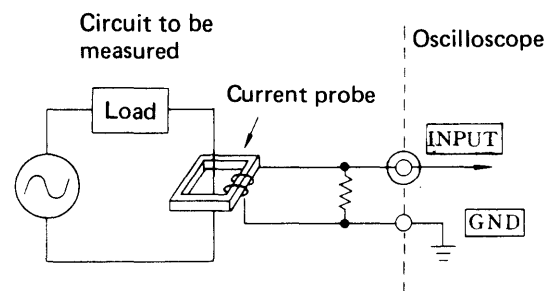 Circuit to be
measured
Oscilloscope
Load
Current probe
INPUT
GND